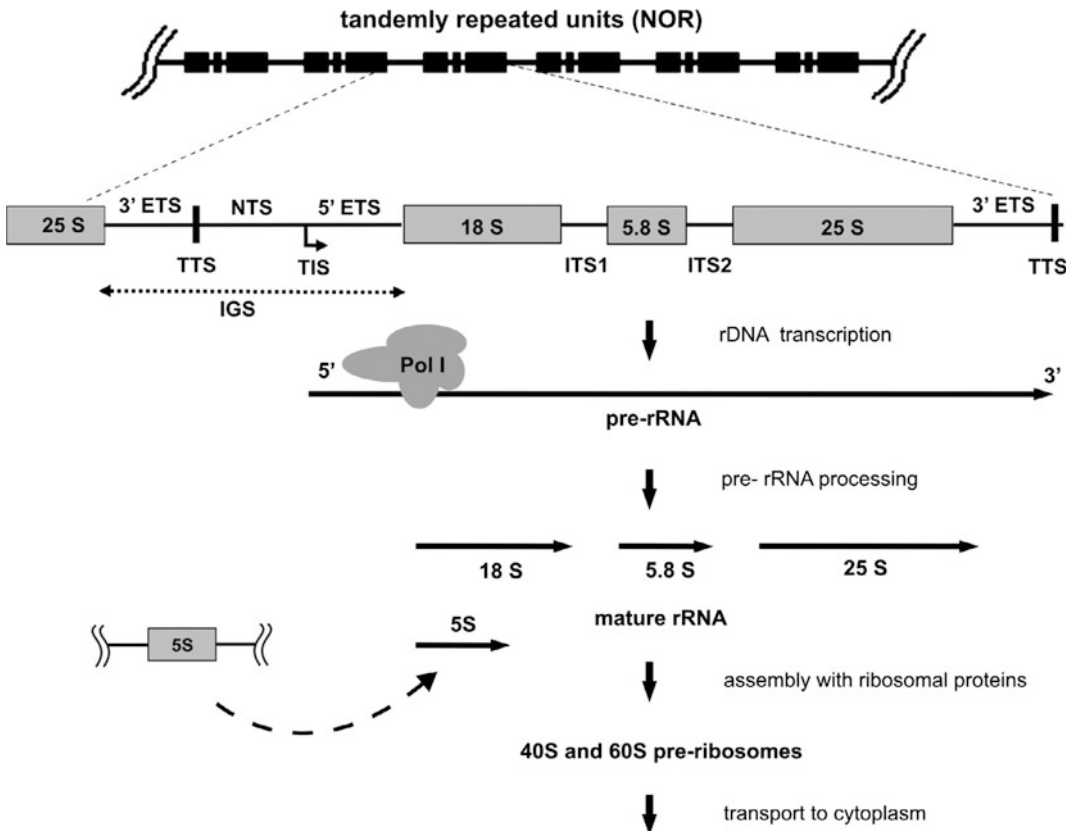 tandemly repeated units (NOR)
3' ETS NTS 5' ETS 3' ETS
25 S 18 S 5.8 S 25 S
TTS TIS ITS1 ITS2 TTS
IGS
rDNA transcription
5' Pol I 3'
pre-rRNA
pre- rRNA processing
18 S 5.8 S 25 S
mature rRNA
5S 5S
assembly with ribosomal proteins
40S and 60S pre-ribosomes
transport to cytoplasm